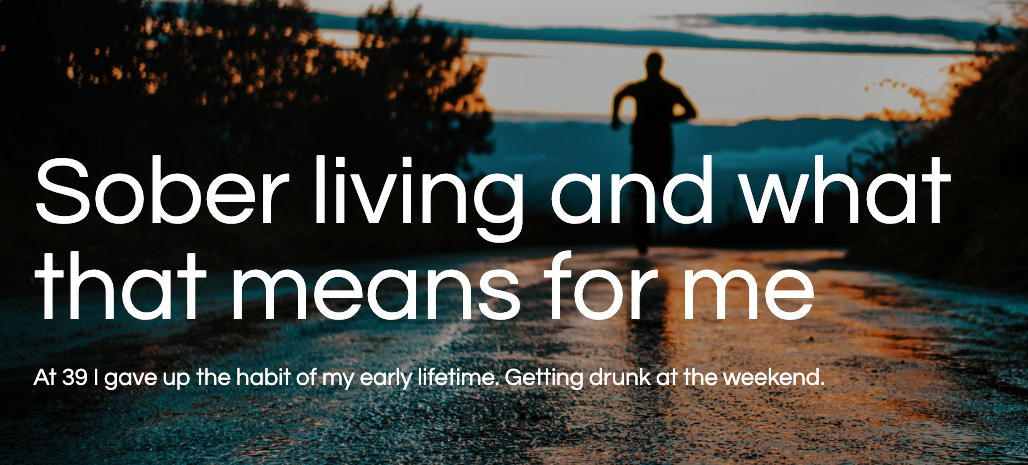 Sober living and what
that means for me
At 39 I gave up the habit of my early lifetime. Getting drunk at the weekend.